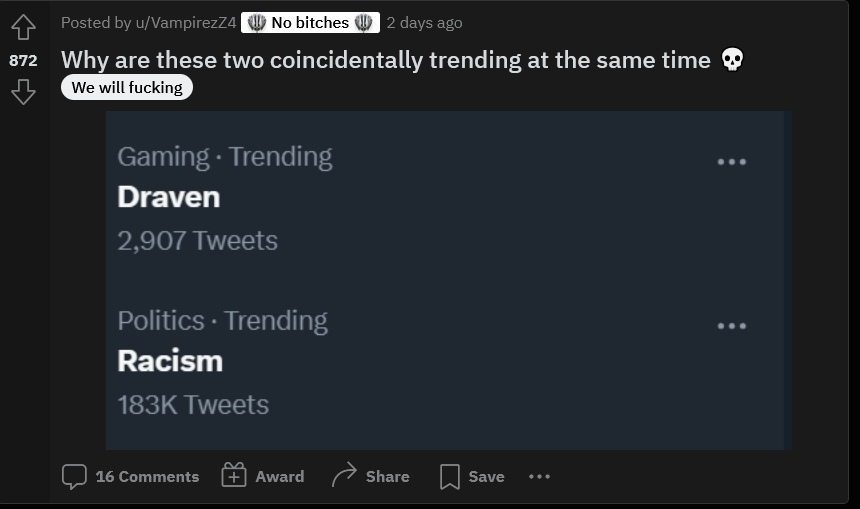 Posted by u/VampirezZ4 No bitches 2 days ago
872
Why are these two coincidentally trending at the same time 💀
We will fucking
Gaming · Trending
Draven
2,907 Tweets
Politics · Trending
Racism
183K Tweets
16 Comments Award Share Save